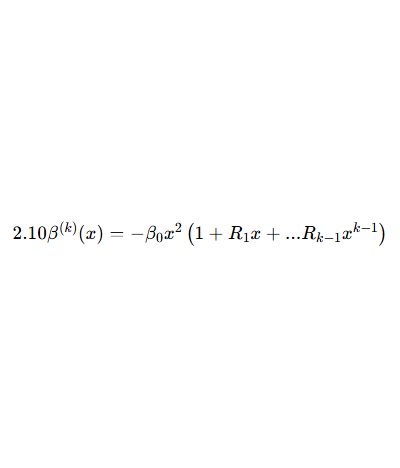 2.10β^{(k)}(x) = −β_0x^2 (1 + R_1x + ...R_{k−1}x^{k−1})